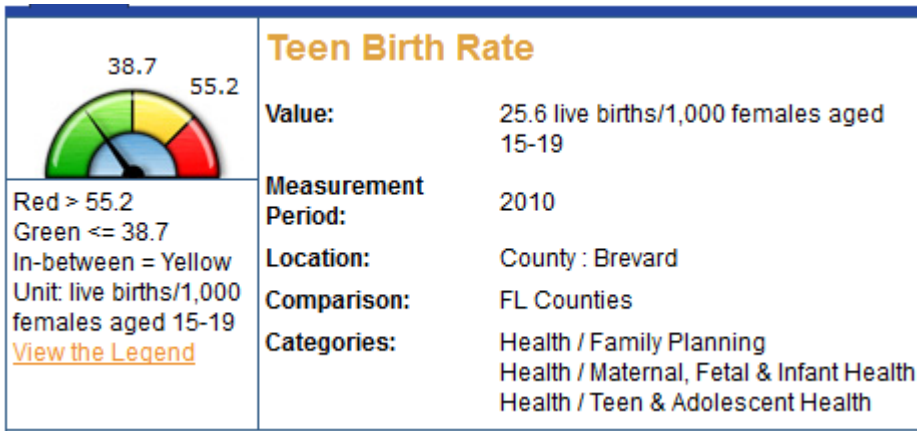 38.7
55.2
Red > 55.2
Green <= 38.7
In-between = Yellow
Unit: live births/1,000
females aged 15-19
View the Legend
Teen Birth Rate
Value: 25.6 live births/1,000 females aged
15-19
Measurement
Period: 2010
Location: County : Brevard
Comparison: FL Counties
Categories: Health / Family Planning
Health / Maternal, Fetal & Infant Health
Health / Teen & Adolescent Health